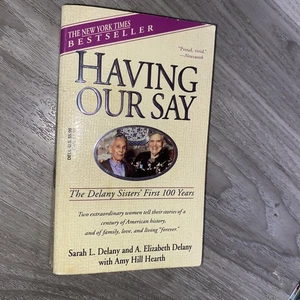 THE NEW YORK TIMES
BESTSELLER
"Proud, vivid."
—Newsweek
HAVING
OUR SAY
The Delany Sisters' First 100 Years
Two extraordinary women tell their stories of a
century of American history,
and of family, love, and living "forever."
Sarah L. Delany and A. Elizabeth Delany
with Amy Hill Hearth